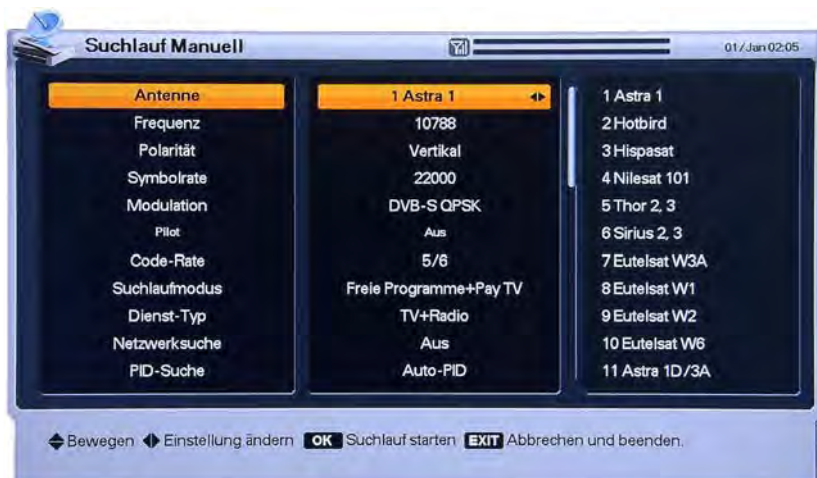 Suchlauf Manuell
01/Jan 02:05
Antenne 1 Astra 1
Frequenz 10788
Polarität Vertikal
Symbolrate 22000
Modulation DVB-S QPSK
Pilot Aus
Code-Rate 5/6
Suchlaufmodus Freie Programme+Pay TV
Dienst-Typ TV+Radio
Netzwerksuche Aus
PID-Suche Auto-PID
1 Astra 1
2 Hotbird
3 Hispasat
4 Nilesat 101
5 Thor 2, 3
6 Sirius 2, 3
7 Eutelsat W3A
8 Eutelsat W1
9 Eutelsat W2
10 Eutelsat W6
11 Astra 1D/3A
Bewegen Einstellung ändern OK Suchlauf starten EXIT Abbrechen und beenden.